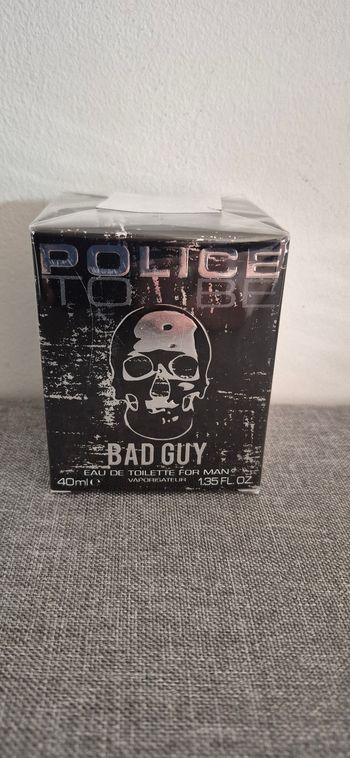 POLICE
TO BE
BAD GUY
EAU DE TOILETTE FOR MAN
40ml VAPORISATEUR 1.35 FL. OZ